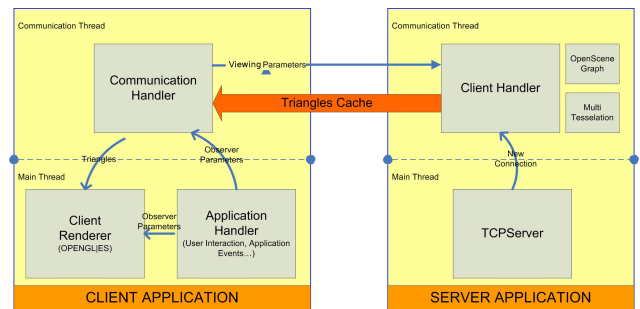 Communication Thread
Communication
Handler
Viewing Parameters
Triangles Cache
Triangles
Observer
Parameters
Main Thread
Client
Renderer
(OPENGL|ES)
Observer
Parameters
Application
Handler
(User Interaction, Application
Events...)
CLIENT APPLICATION
Communication Thread
Client Handler
OpenScene
Graph
Multi
Tesselation
New
Connection
Main Thread
TCPServer
SERVER APPLICATION